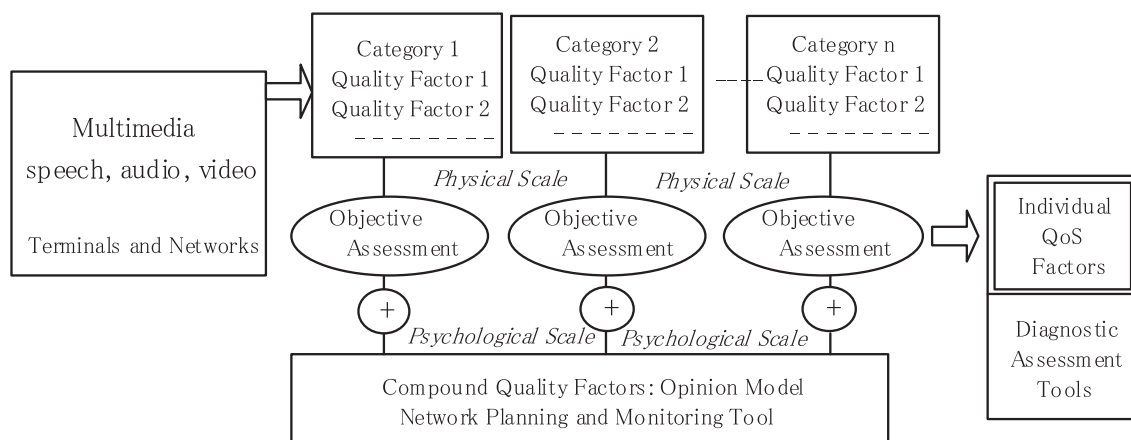 Multimedia
speech, audio, video
Terminals and Networks
Category 1
Quality Factor 1
Quality Factor 2
Category 2
Quality Factor 1
Quality Factor 2
Category n
Quality Factor 1
Quality Factor 2
Physical Scale
Physical Scale
Objective
Assessment
Objective
Assessment
Objective
Assessment
+
+
+
Psychological Scale
Psychological Scale
Compound Quality Factors: Opinion Model
Network Planning and Monitoring Tool
Individual
QoS
Factors
Diagnostic
Assessment
Tools